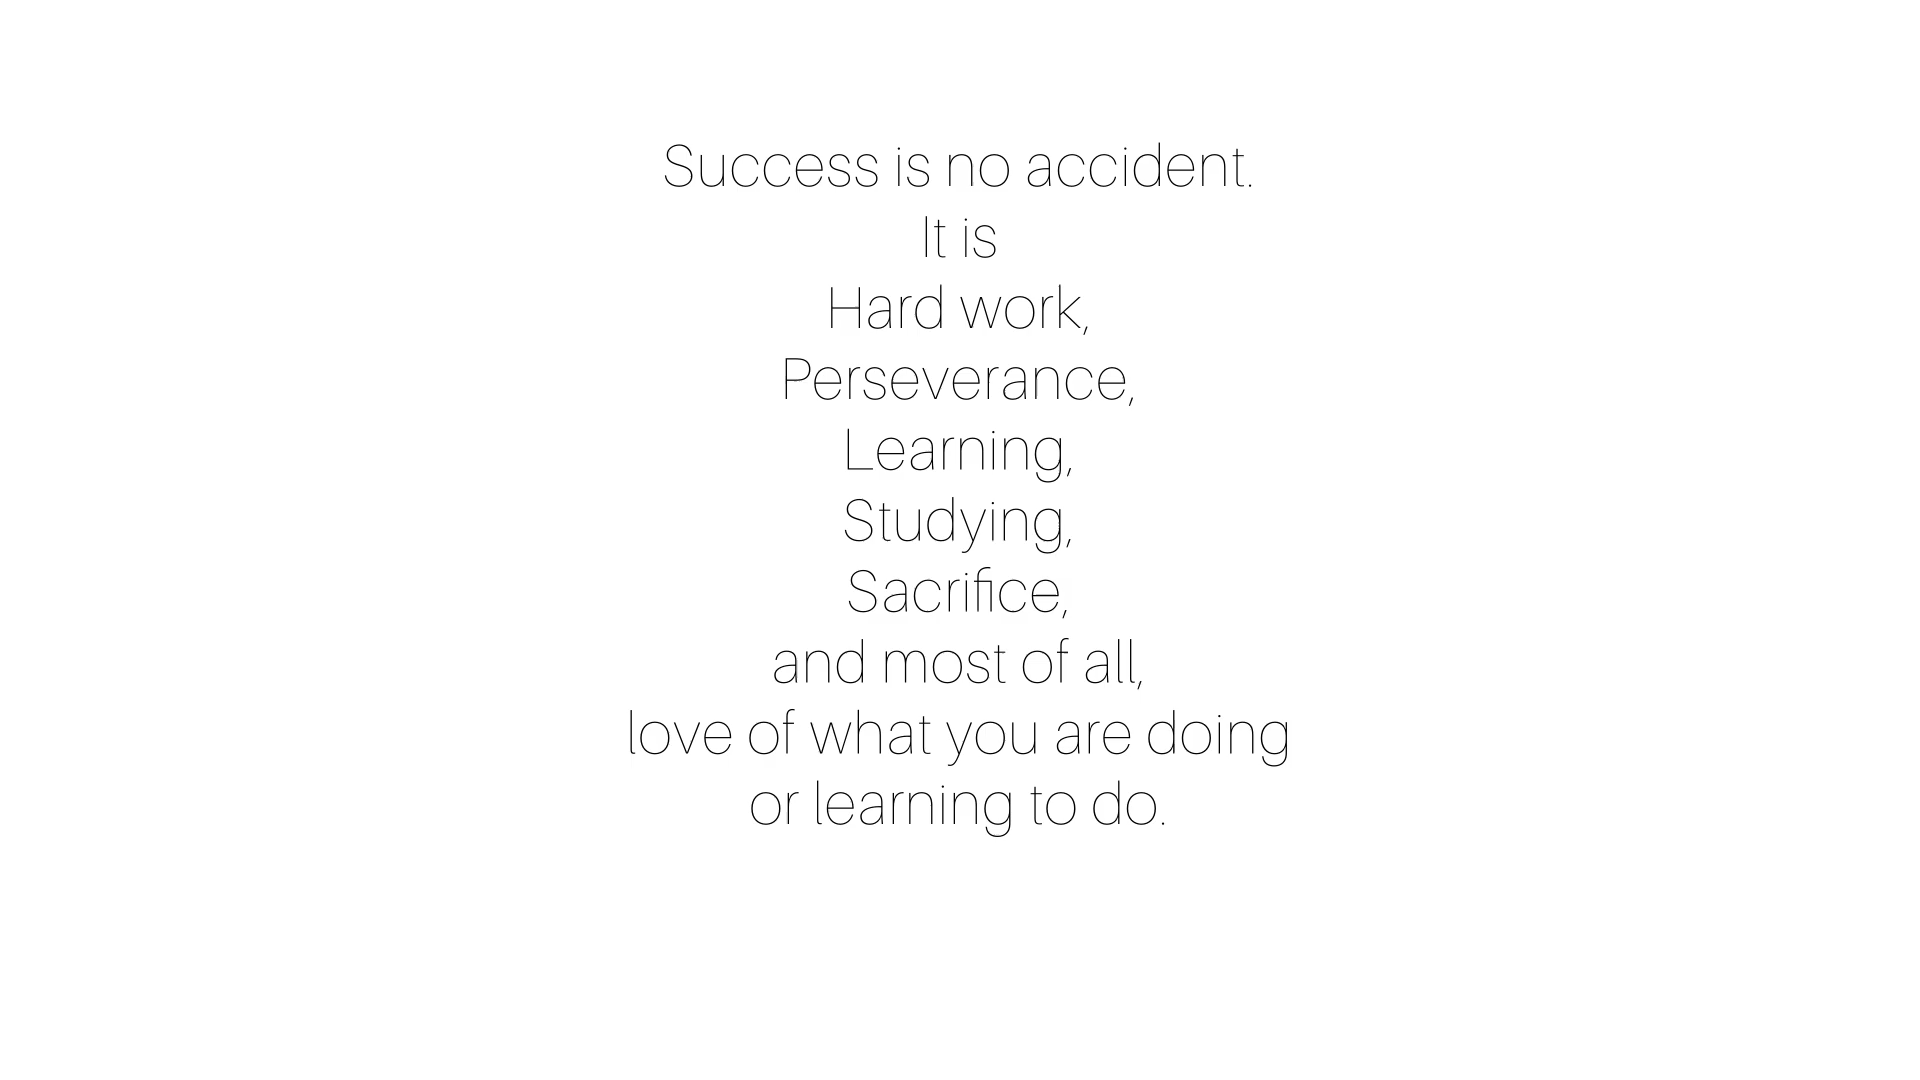 Success is no accident.
It is
Hard work,
Perseverance,
Learning,
Studying,
Sacrifice,
and most of all,
love of what you are doing
or learning to do.